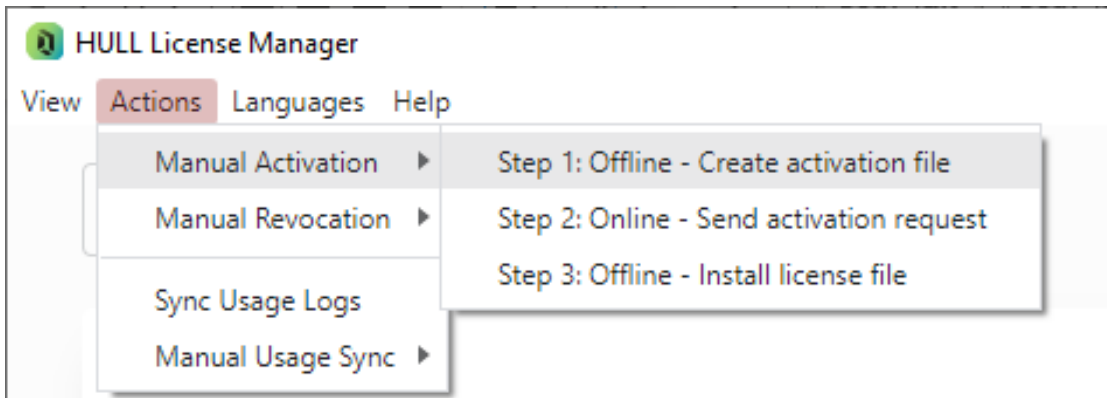 HULL License Manager
View Actions Languages Help
Manual Activation
Step 1: Offline - Create activation file
Manual Revocation
Step 2: Online - Send activation request
Step 3: Offline - Install license file
Sync Usage Logs
Manual Usage Sync